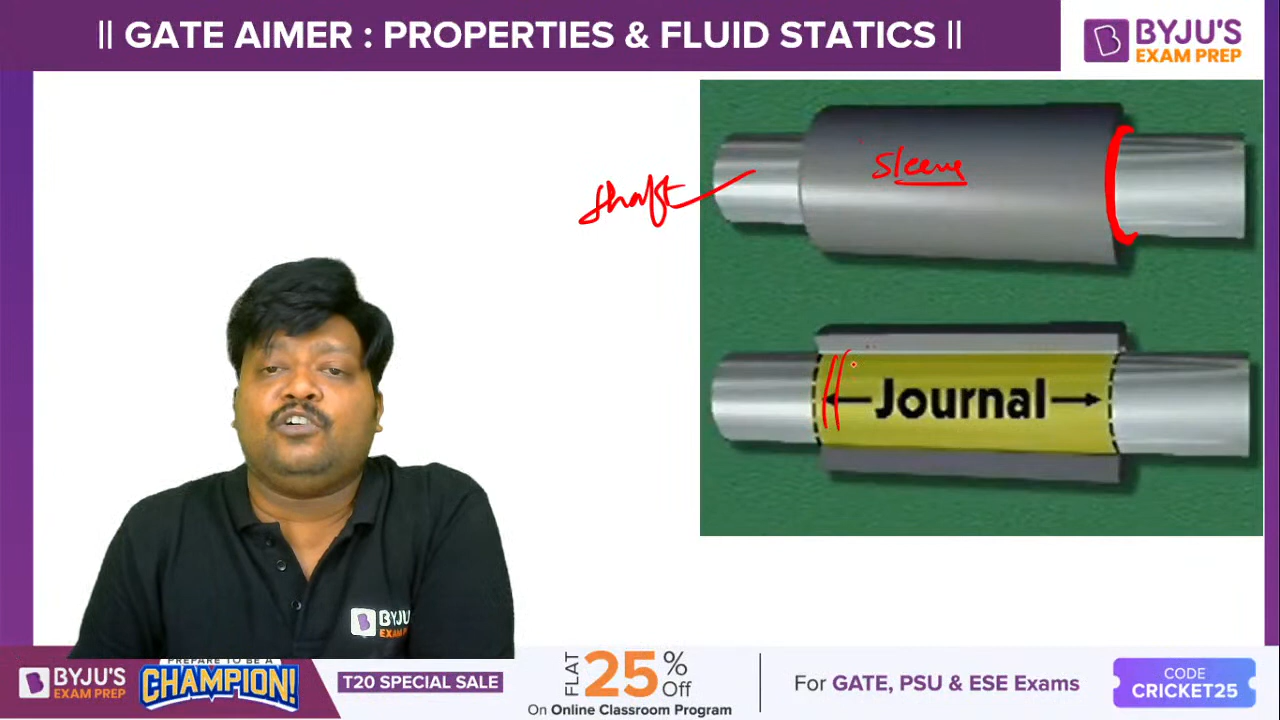 || GATE AIMER : PROPERTIES & FLUID STATICS ||
BYJU'S
EXAM PREP
shaft
sleeve
Journal
BYJU
EXAM P
BYJU'S
EXAM PREP
PREPARE TO BE A
CHAMPION!
T20 SPECIAL SALE
FLAT
25%
Off
On Online Classroom Program
For GATE, PSU & ESE Exams
CODE
CRICKET25